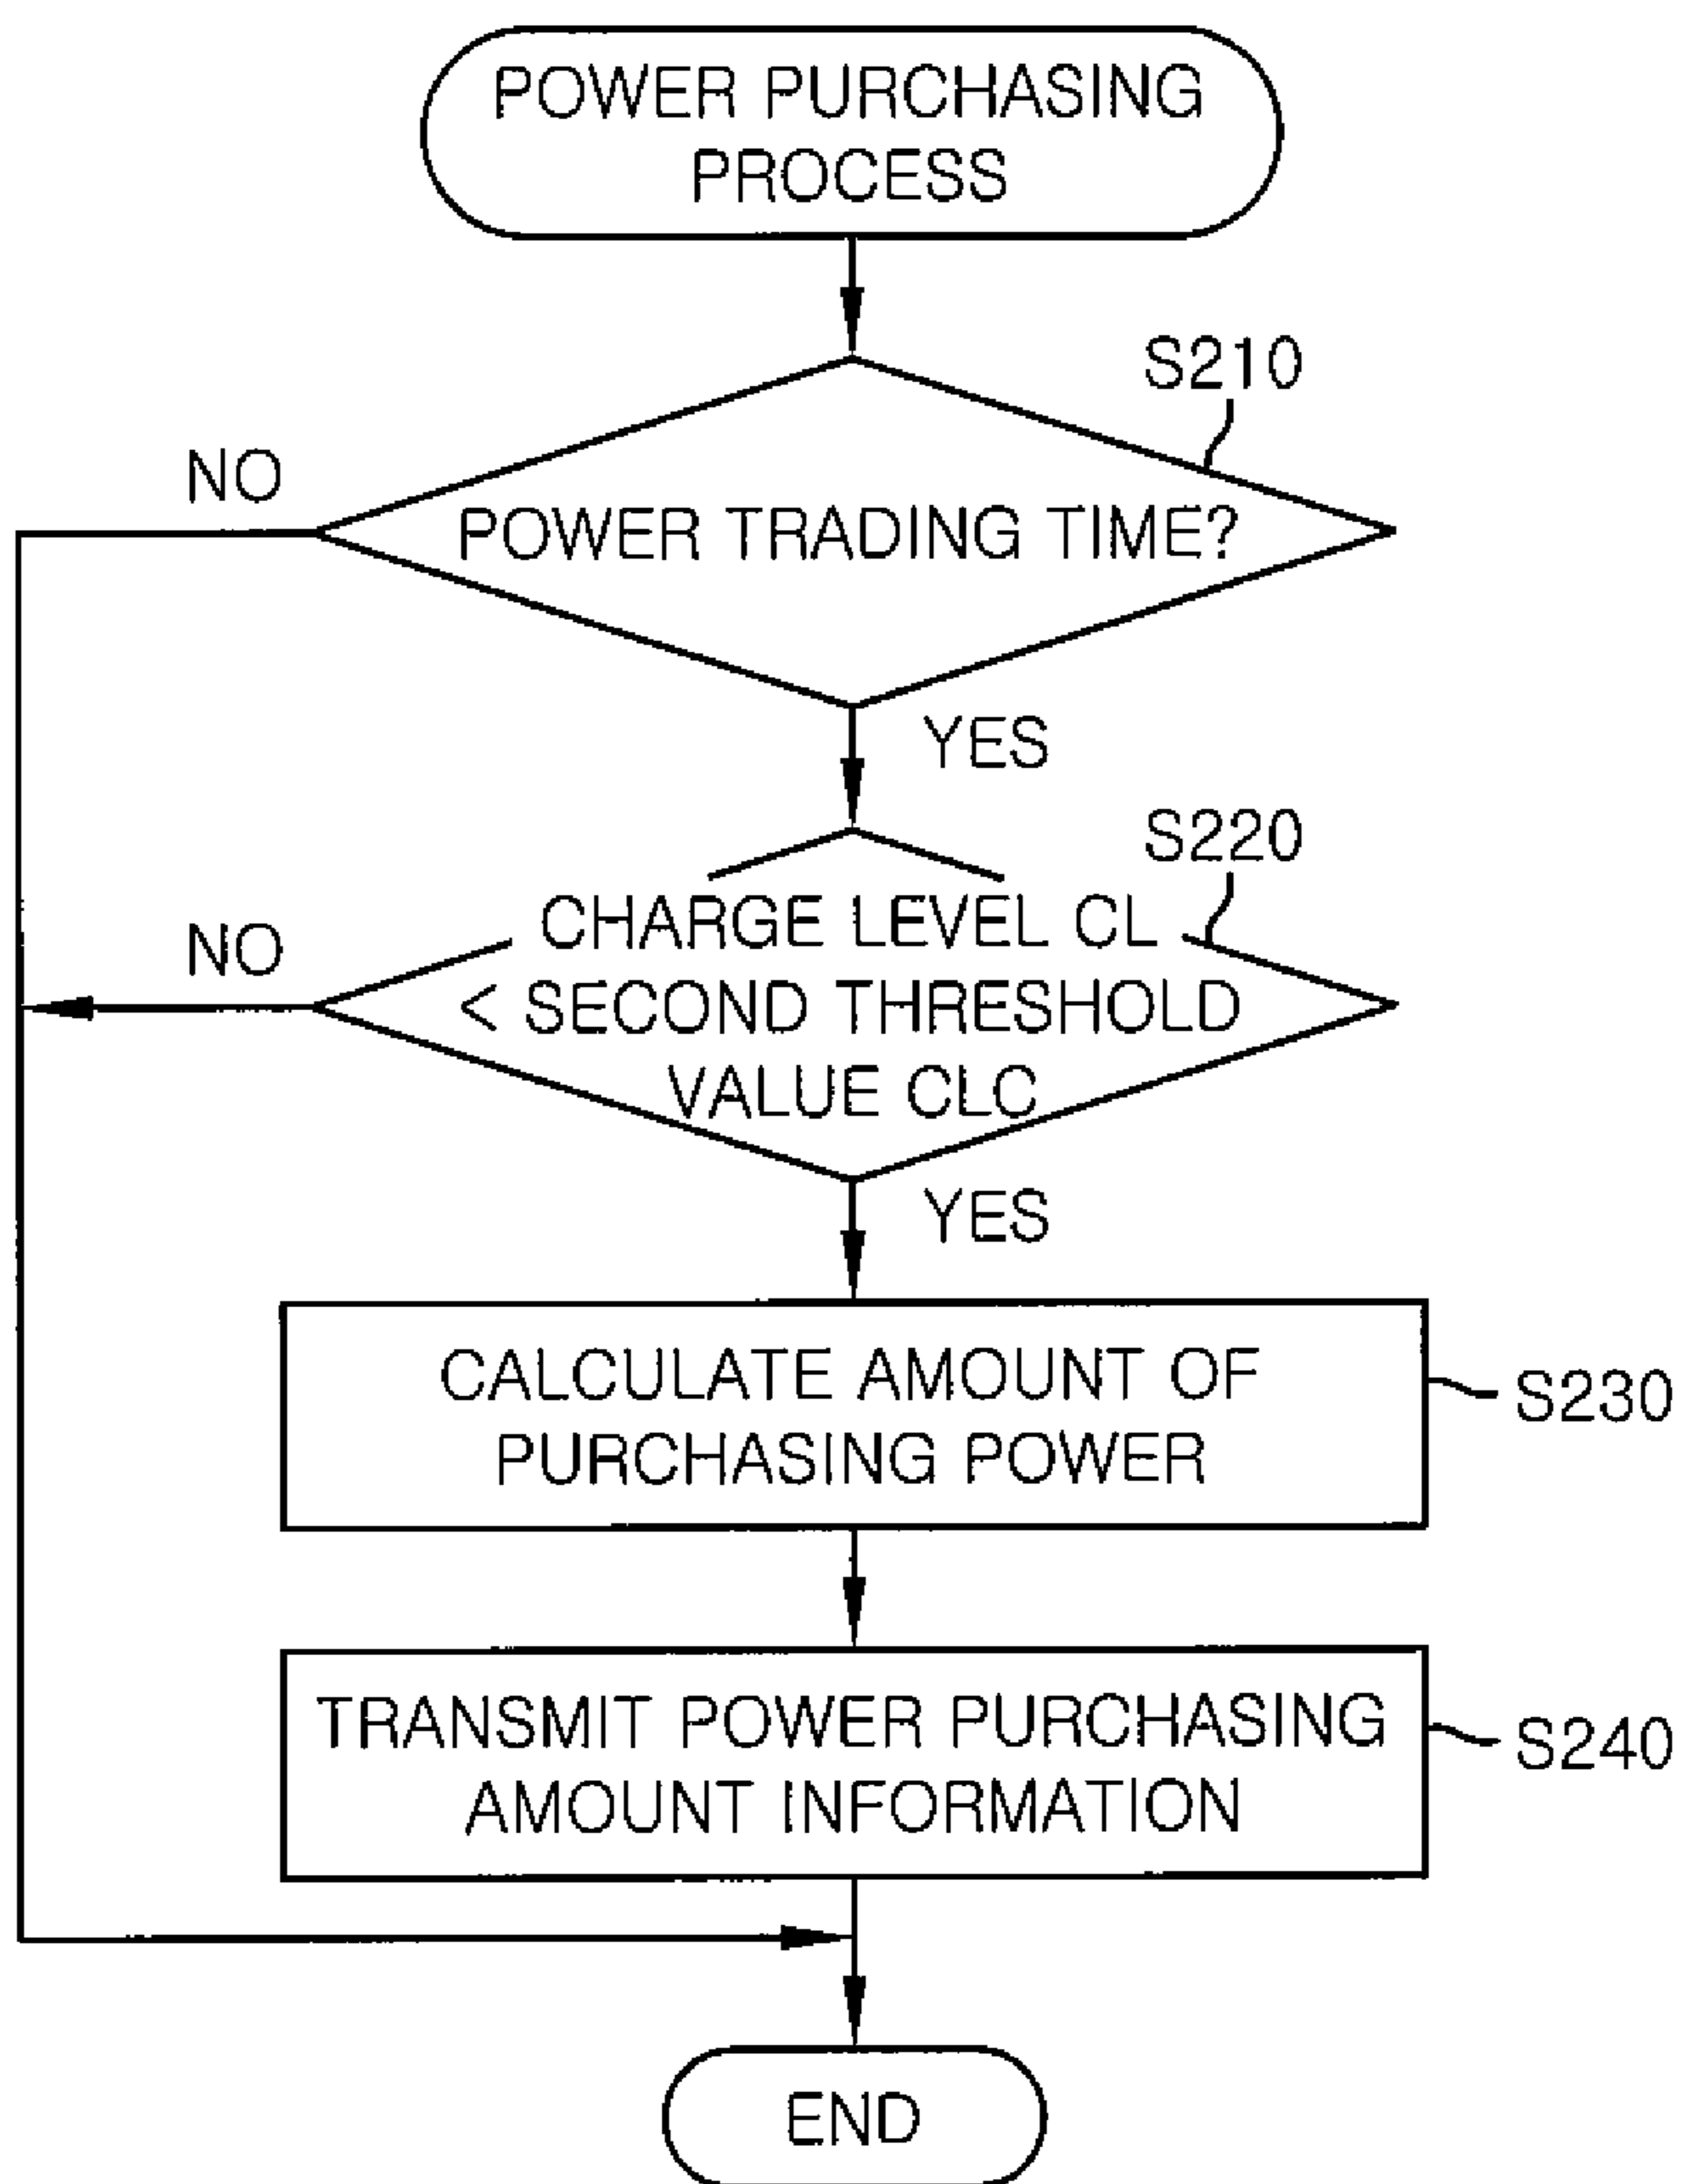 POWER PURCHASING
PROCESS
S210
NO
POWER TRADING TIME?
YES
S220
NO
CHARGE LEVEL CL
< SECOND THRESHOLD
VALUE CLC
YES
CALCULATE AMOUNT OF
PURCHASING POWER
S230
TRANSMIT POWER PURCHASING
AMOUNT INFORMATION
S240
END